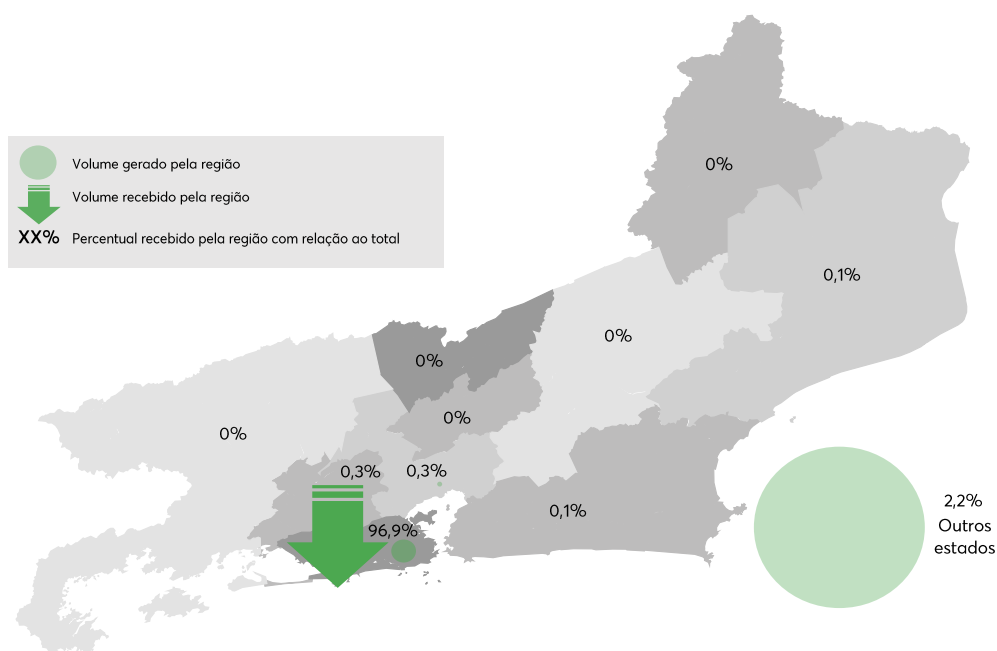 0%
Volume gerado pela região
Volume recebido pela região
XX% Percentual recebido pela região com relação ao total
0,1%
0%
0%
0%
0%
0,3%
0,3%
96,9%
0,1%
2,2%
Outros
estados